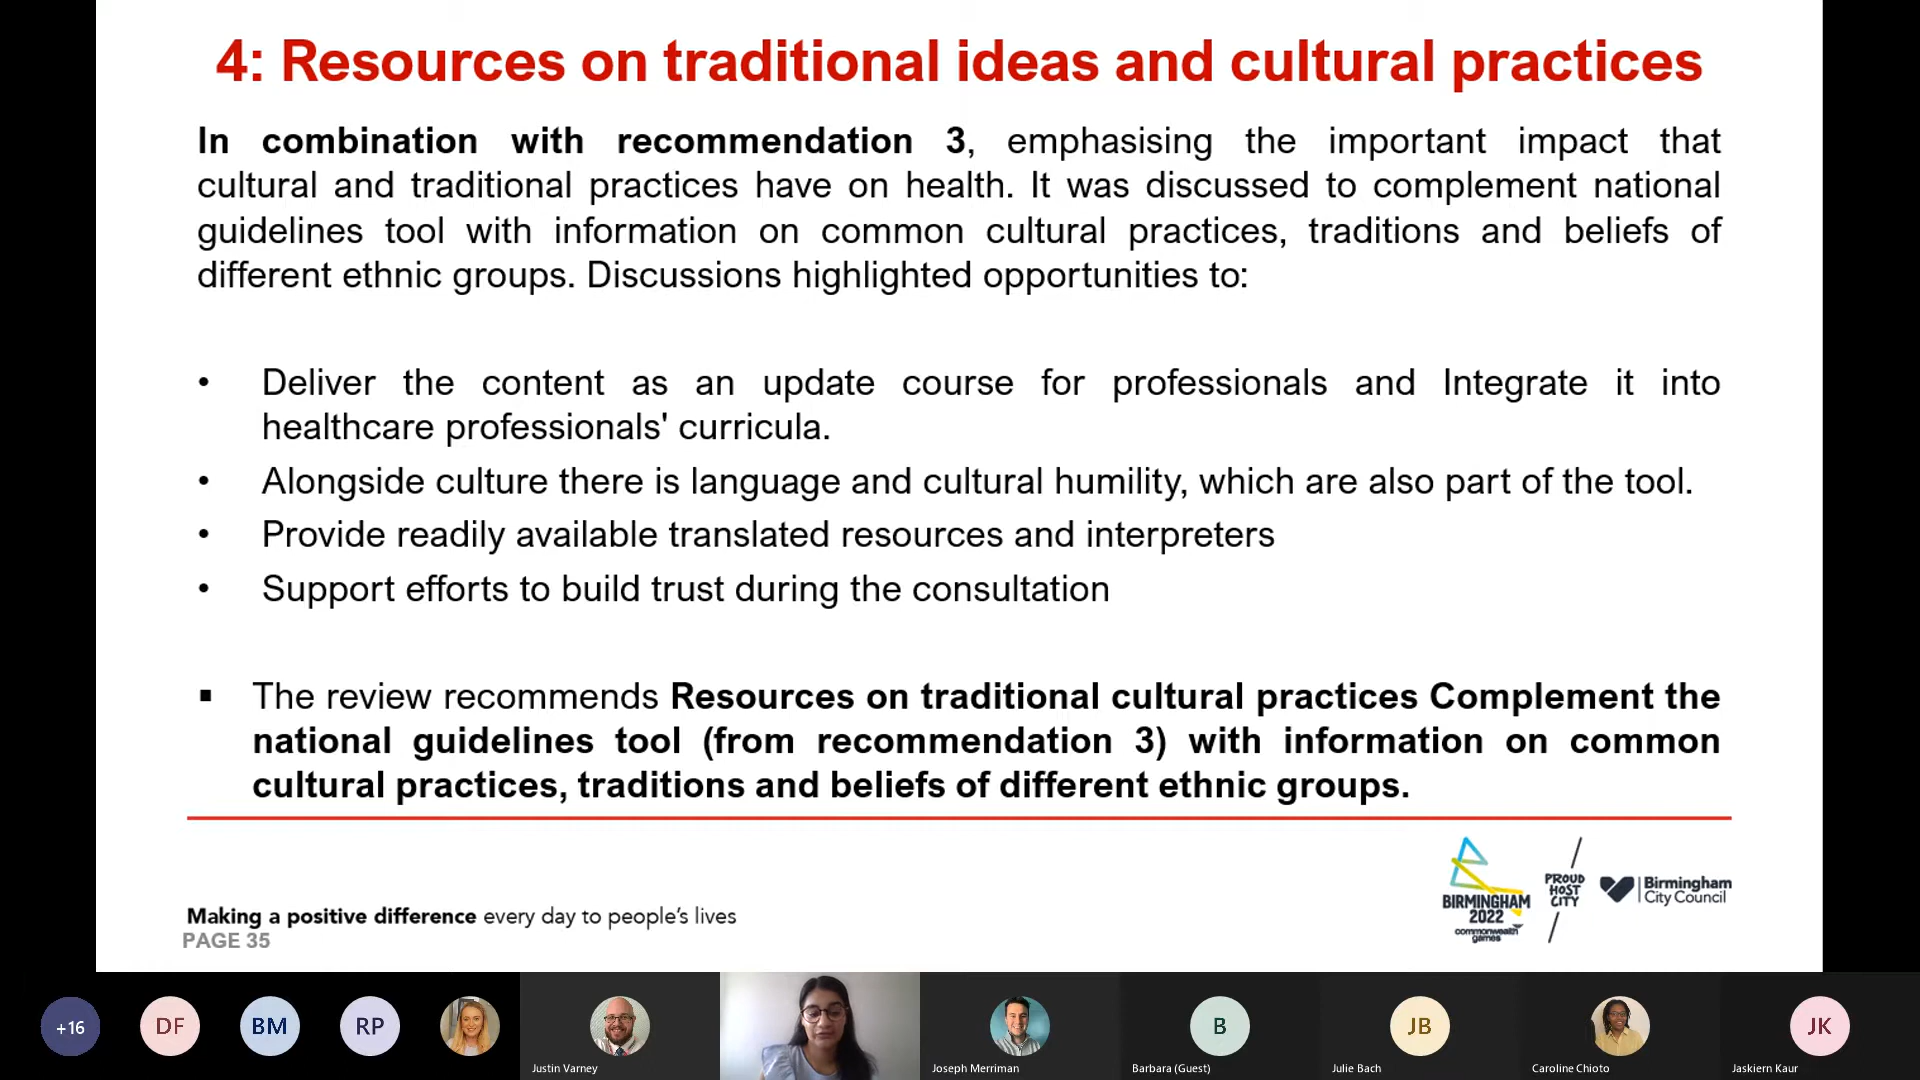 4: Resources on traditional ideas and cultural practices
In combination with recommendation 3, emphasising the important impact that
cultural and traditional practices have on health. It was discussed to complement national
guidelines tool with information on common cultural practices, traditions and beliefs of
different ethnic groups. Discussions highlighted opportunities to:
• Deliver the content as an update course for professionals and Integrate it into
healthcare professionals' curricula.
• Alongside culture there is language and cultural humility, which are also part of the tool.
• Provide readily available translated resources and interpreters
• Support efforts to build trust during the consultation
▪ The review recommends Resources on traditional cultural practices Complement the
national guidelines tool (from recommendation 3) with information on common
cultural practices, traditions and beliefs of different ethnic groups.
Making a positive difference every day to people's lives
PAGE 35
BIRMINGHAM
2022
commonwealth
games
PROUD
HOST
CITY
Birmingham
City Council
+16
DF
BM
RP
B
JB
JK
Justin Varney
Joseph Merriman
Barbara (Guest)
Julie Bach
Caroline Chioto
Jaskiern Kaur